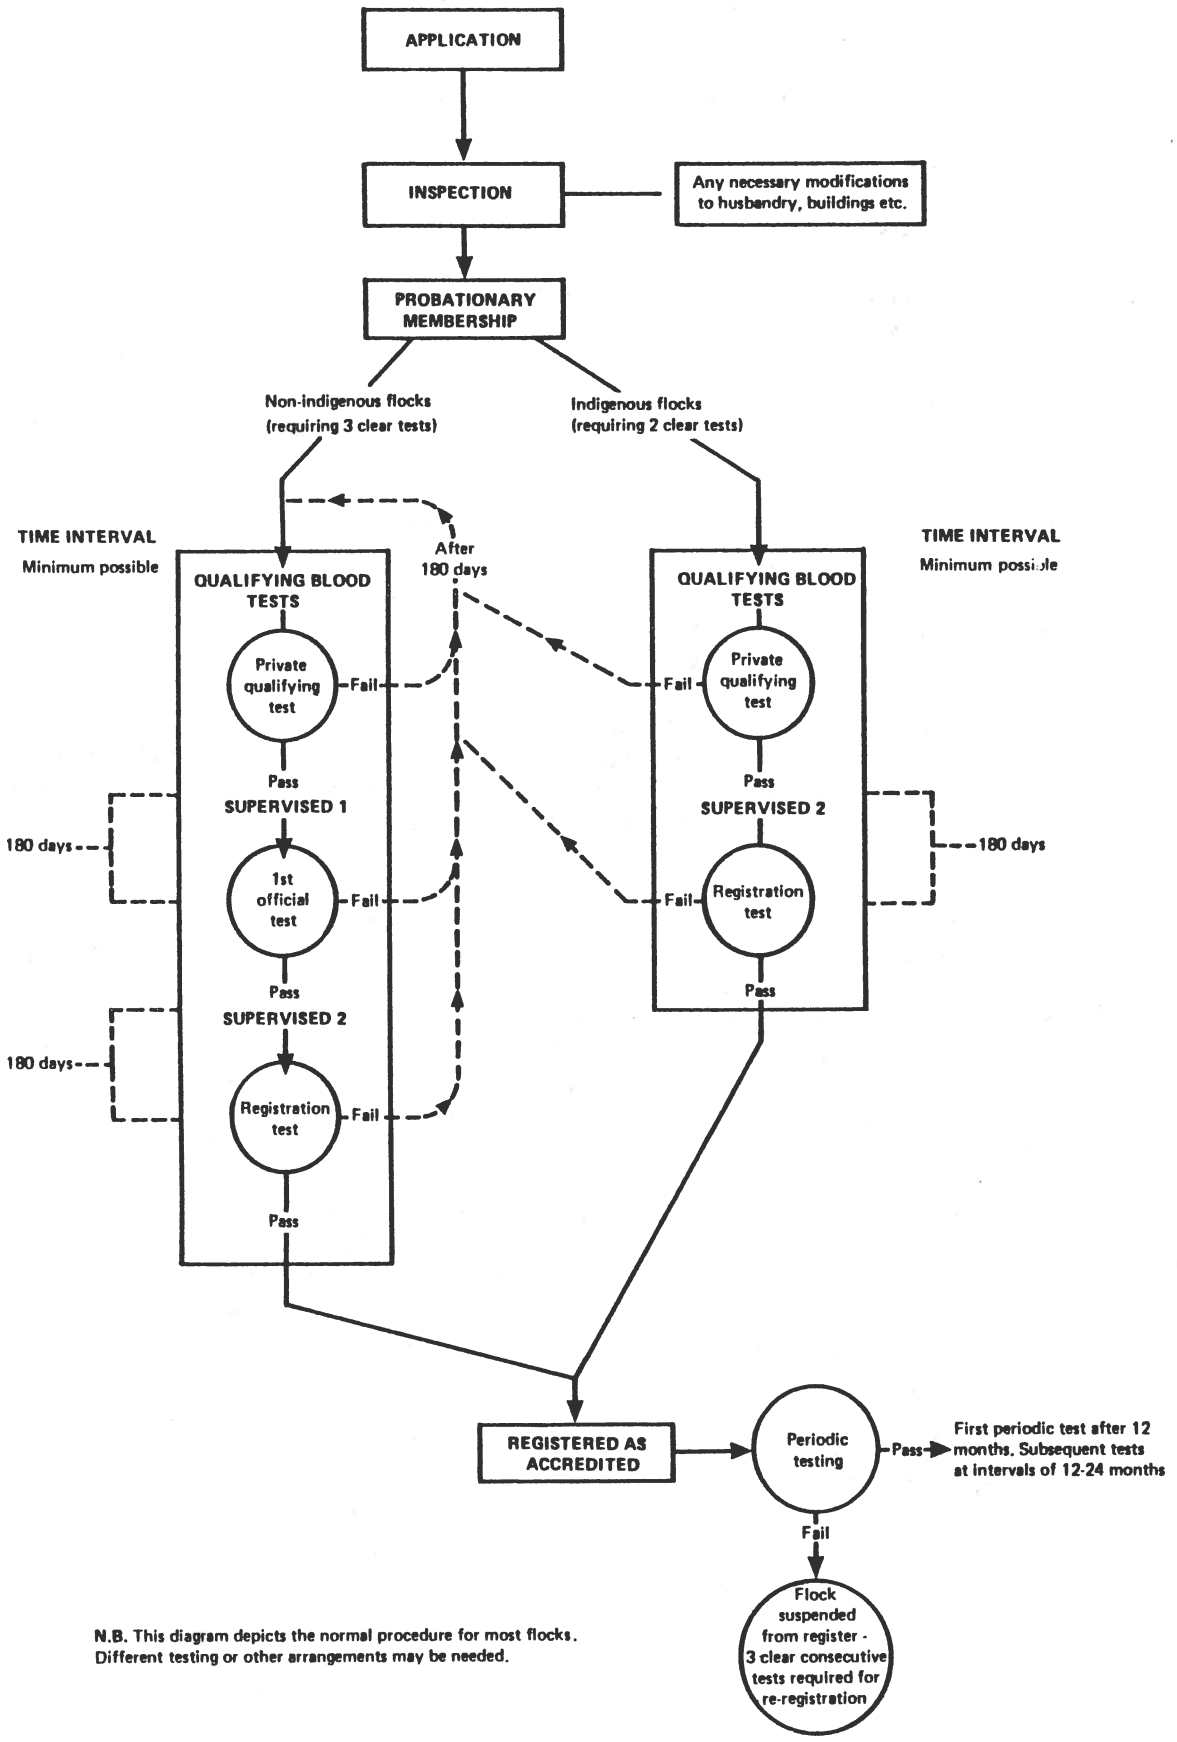 APPLICATION
INSPECTION
Any necessary modifications
to husbandry, buildings etc.
PROBATIONARY
MEMBERSHIP
Non-indigenous flocks
(requiring 3 clear tests)
Indigenous flocks
(requiring 2 clear tests)
TIME INTERVAL
Minimum possible
After
180 days
TIME INTERVAL
Minimum possible
QUALIFYING BLOOD
TESTS
Private
qualifying
test
Fail
Pass
SUPERVISED 1
180 days
1st
official
test
Fail
Pass
SUPERVISED 2
180 days
Registration
test
Fail
Pass
QUALIFYING BLOOD
TESTS
Private
qualifying
test
Fail
Pass
SUPERVISED 2
180 days
Registration
test
Fail
Pass
REGISTERED AS
ACCREDITED
Periodic
testing
Pass
First periodic test after 12
months. Subsequent tests
at intervals of 12-24 months
Fail
Flock
suspended
from register -
3 clear consecutive
tests required for
re-registration
N.B. This diagram depicts the normal procedure for most flocks.
Different testing or other arrangements may be needed.